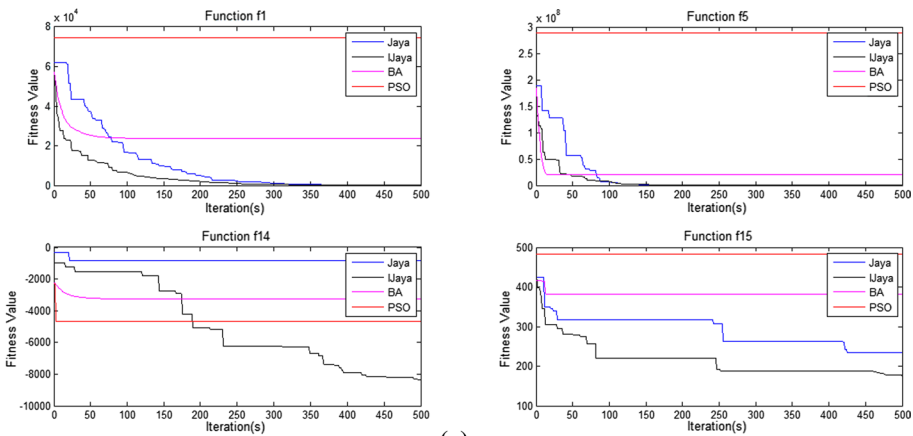 Function f1
x 10^4
8
6
4
2
0
Fitness Value
0 50 100 150 200 250 300 350 400 450 500
Iteration(s)
Jaya
IJaya
BA
PSO
Function f5
x 10^8
3
2.5
2
1.5
1
0.5
0
Fitness Value
0 50 100 150 200 250 300 350 400 450 500
Iteration(s)
Jaya
IJaya
BA
PSO
Function f14
0
-2000
-4000
-6000
-8000
-10000
Fitness Value
0 50 100 150 200 250 300 350 400 450 500
Iteration(s)
Jaya
IJaya
BA
PSO
Function f15
500
400
300
200
100
Fitness Value
0 50 100 150 200 250 300 350 400 450 500
Iteration(s)
Jaya
IJaya
BA
PSO